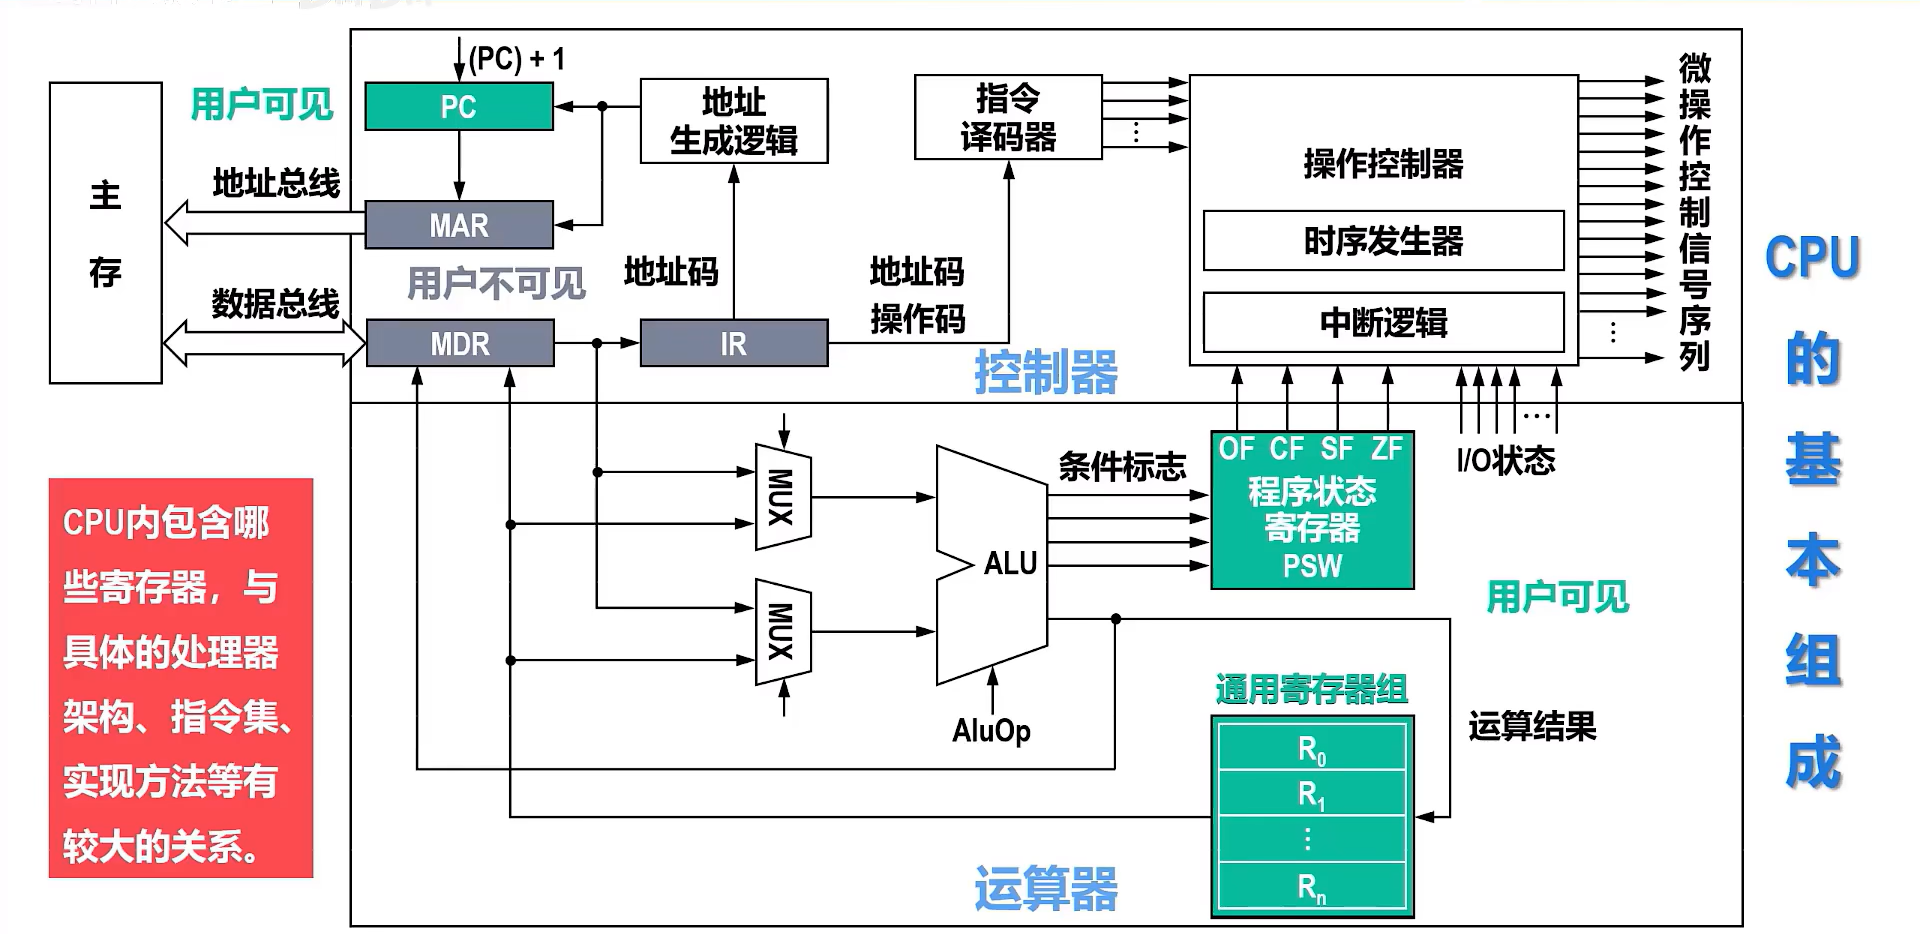 (PC) + 1
用户可见
PC
地址
生成逻辑
指令
译码器
主
存
地址总线
MAR
用户不可见
地址码
地址码
操作码
数据总线
MDR
IR
控制器
操作控制器
时序发生器
中断逻辑
微操作控制信号序列
OF CF SF ZF
程序状态
寄存器
PSW
I/O状态
条件标志
MUX
MUX
ALU
AluOp
用户可见
通用寄存器组
R0
R1
⋮
Rn
运算结果
运算器
CPU内包含哪
些寄存器，与
具体的处理器
架构、指令集、
实现方法等有
较大的关系。
CPU
的
基
本
组
成